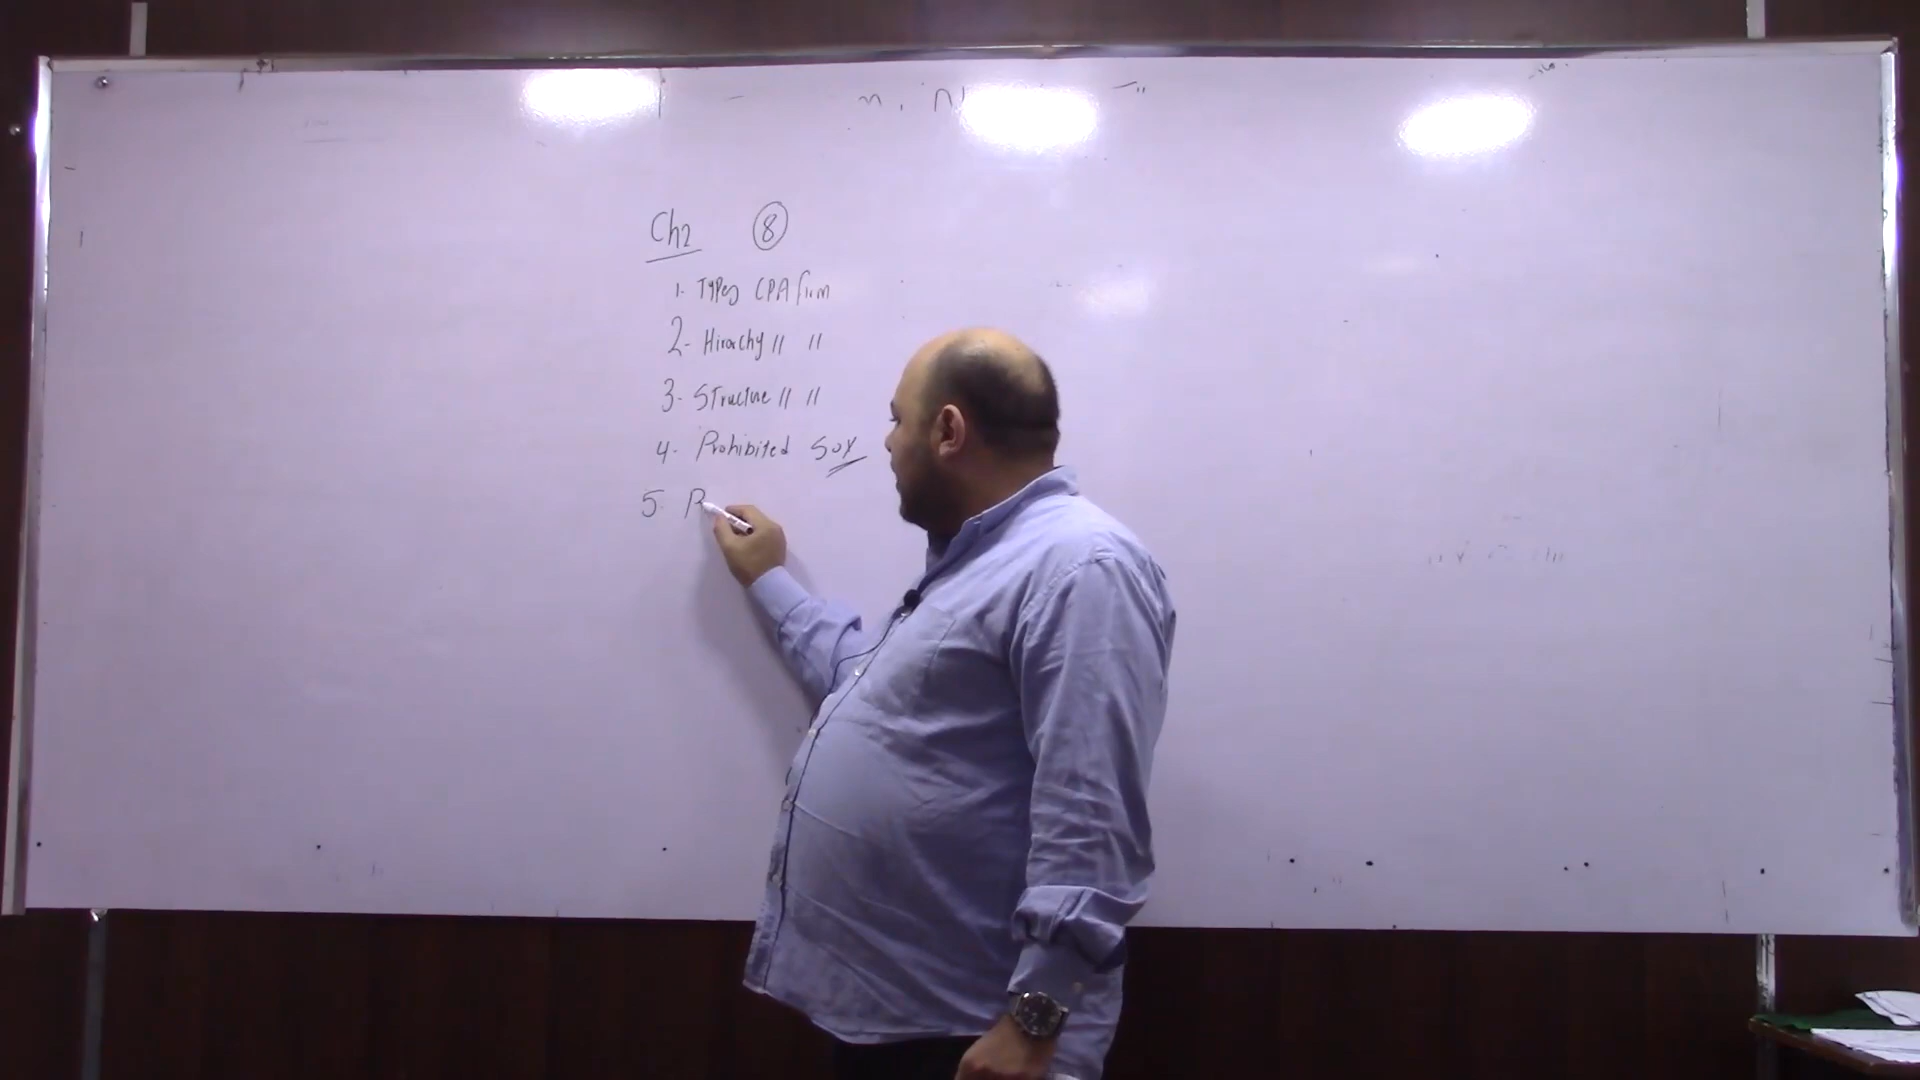 Ch2 8
1. Types CPA firm
2- Hirachy " "
3- Structure " "
4- Prohibited SOX
5. P